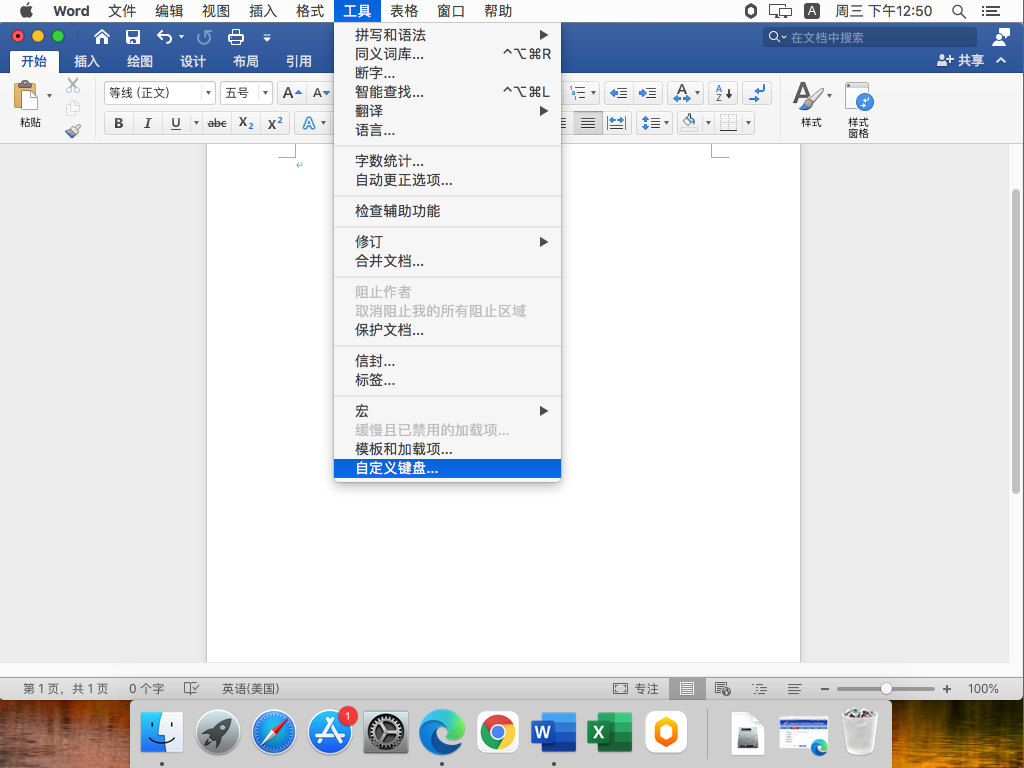 Word 文件 编辑 视图 插入 格式 工具 表格 窗口 帮助 A 周三 下午12:50
在文档中搜索
开始 插入 绘图 设计 布局 引用 共享
等线 (正文) 五号 A A
粘贴
B I U abc X2 X2 A
A A Z
样式
样式
窗格
拼写和语法
同义词库... ^⌥⌘R
断字...
智能查找... ^⌥⌘L
翻译
语言...
字数统计...
自动更正选项...
检查辅助功能
修订
合并文档...
阻止作者
取消阻止我的所有阻止区域
保护文档...
信封...
标签...
宏
缓慢且已禁用的加载项...
模板和加载项...
自定义键盘...
第 1 页，共 1 页 0 个字 英语(美国) 专注 100%
1
W X